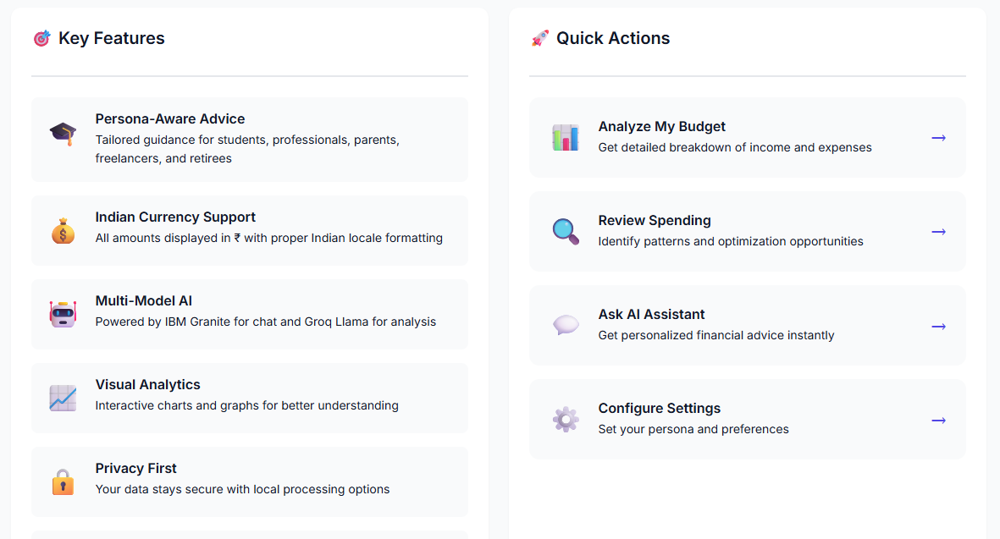 Key Features
Persona-Aware Advice
Tailored guidance for students, professionals, parents,
freelancers, and retirees
Indian Currency Support
All amounts displayed in ₹ with proper Indian locale formatting
Multi-Model AI
Powered by IBM Granite for chat and Groq Llama for analysis
Visual Analytics
Interactive charts and graphs for better understanding
Privacy First
Your data stays secure with local processing options
Quick Actions
Analyze My Budget
Get detailed breakdown of income and expenses
→
Review Spending
Identify patterns and optimization opportunities
→
Ask AI Assistant
Get personalized financial advice instantly
→
Configure Settings
Set your persona and preferences
→